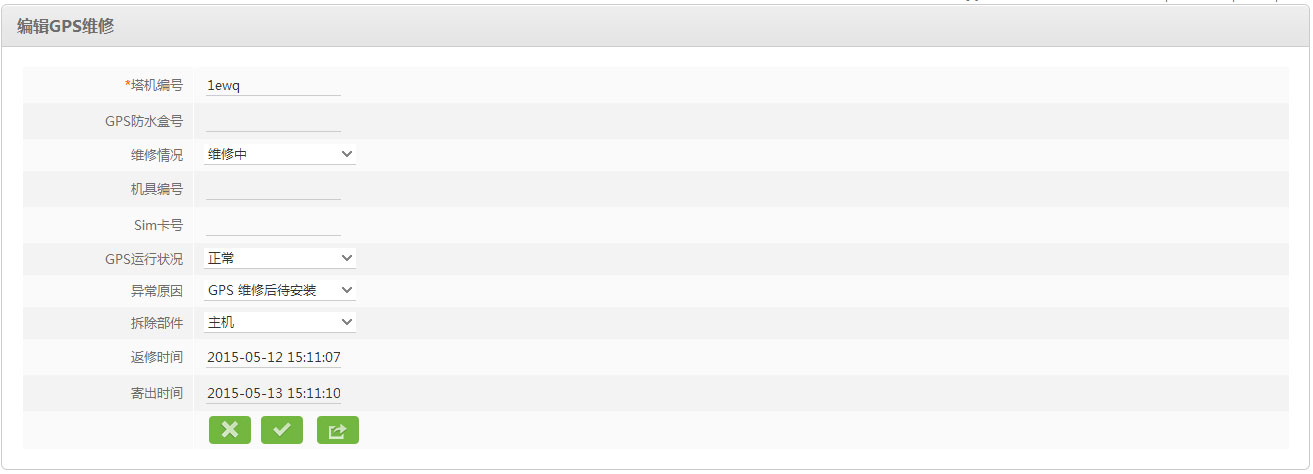 编辑GPS维修
*塔机编号 1ewq
GPS防水盒号
维修情况 维修中
机具编号
Sim卡号
GPS运行状况 正常
异常原因 GPS 维修后待安装
拆除部件 主机
返修时间 2015-05-12 15:11:07
寄出时间 2015-05-13 15:11:10